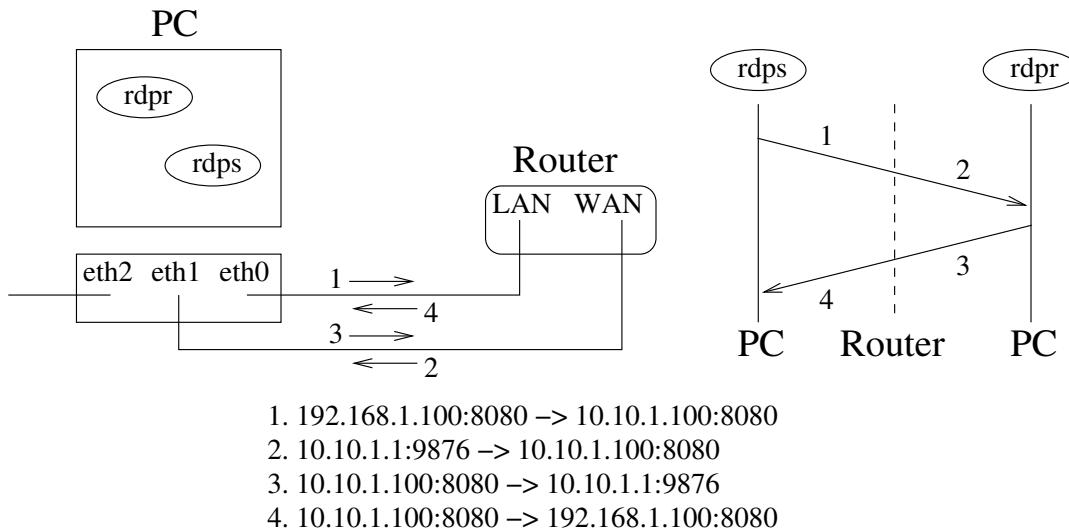 PC
rdpr
rdps
Router
LAN WAN
eth2 eth1 eth0
1
4
3
2
rdps
rdpr
1
2
3
4
PC
Router
PC
1. 192.168.1.100:8080 −> 10.10.1.100:8080
2. 10.10.1.1:9876 −> 10.10.1.100:8080
3. 10.10.1.100:8080 −> 10.10.1.1:9876
4. 10.10.1.100:8080 −> 192.168.1.100:8080